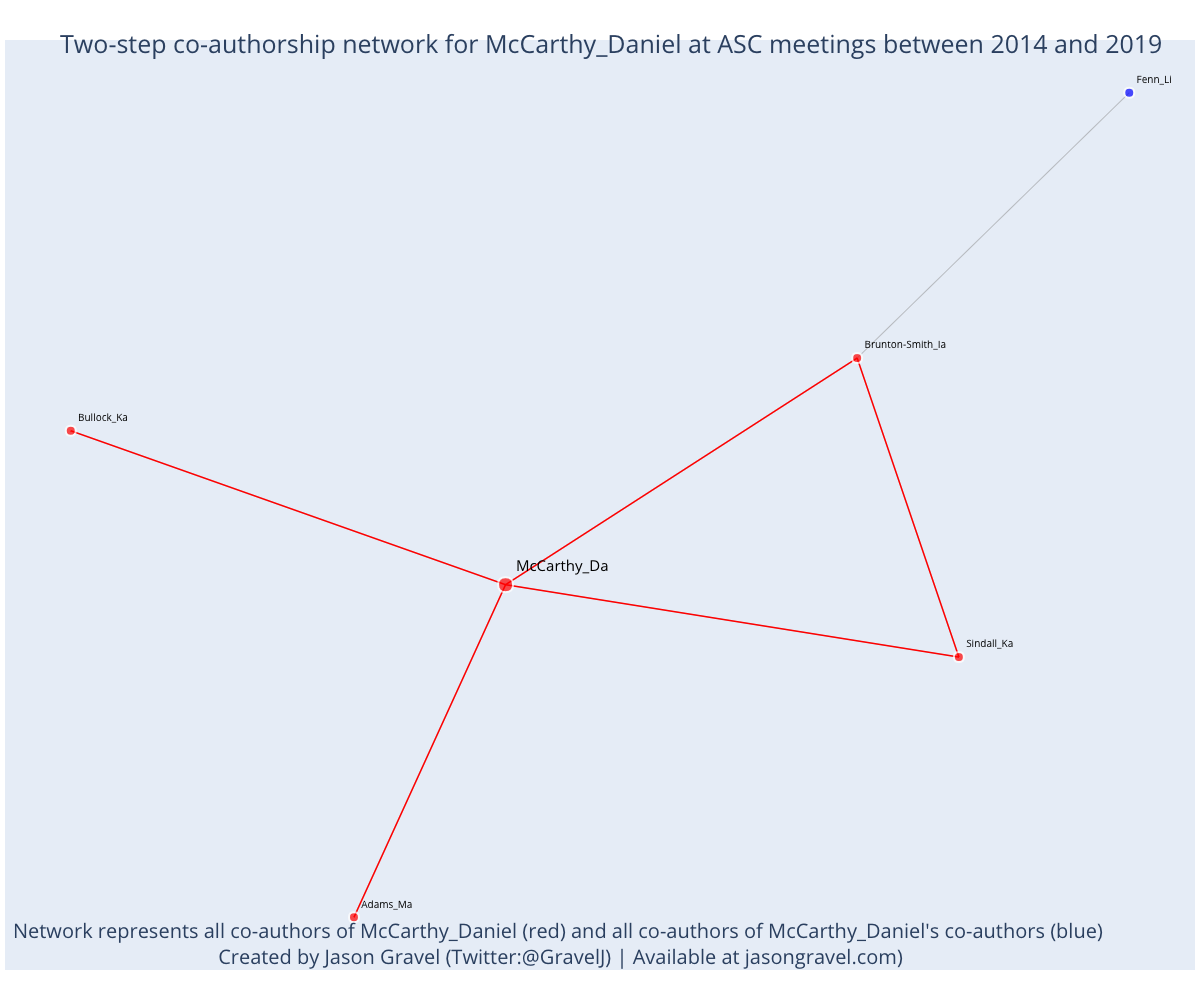 Two-step co-authorship network for McCarthy_Daniel at ASC meetings between 2014 and 2019
Fenn_Li
Brunton-Smith_Ia
Bullock_Ka
McCarthy_Da
Sindall_Ka
Adams_Ma
Network represents all co-authors of McCarthy_Daniel (red) and all co-authors of McCarthy_Daniel's co-authors (blue)
Created by Jason Gravel (Twitter:@GravelJ) | Available at jasongravel.com)